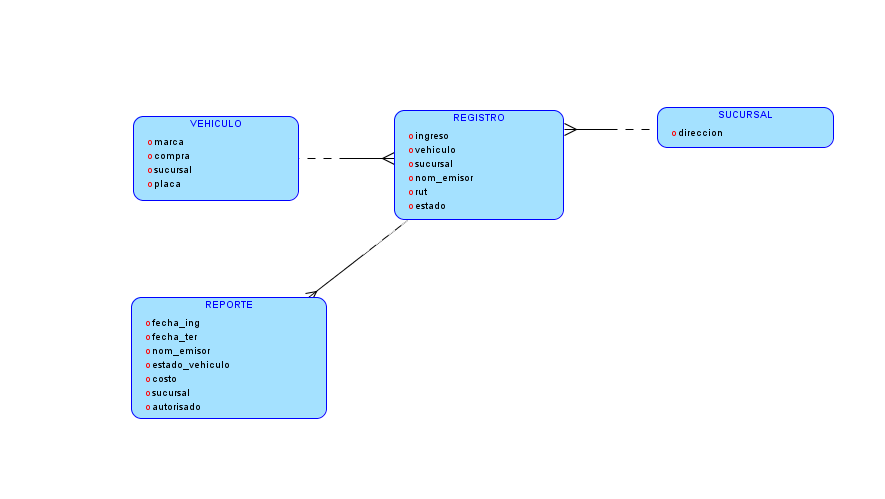 VEHICULO
marca
compra
sucursal
placa
REGISTRO
ingreso
vehiculo
sucursal
nom_emisor
rut
estado
SUCURSAL
direccion
REPORTE
fecha_ing
fecha_ter
nom_emisor
estado_vehiculo
costo
sucursal
autorisado